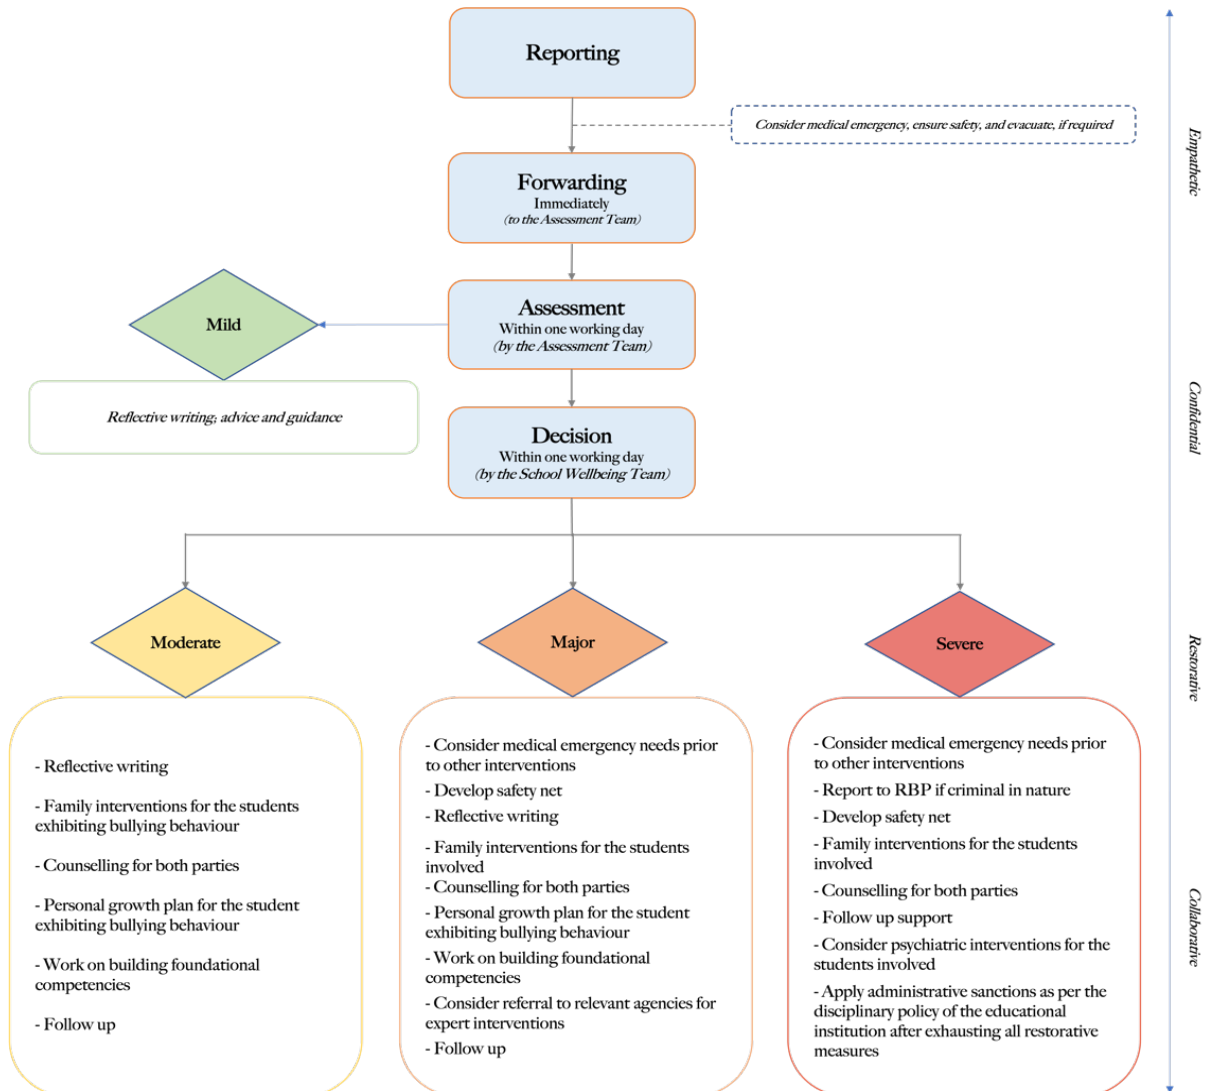 Reporting
Consider medical emergency, ensure safety, and evacuate, if required
Forwarding
Immediately
(to the Assessment Team)
Assessment
Within one working day
(by the Assessment Team)
Mild
Reflective writing; advice and guidance
Decision
Within one working day
(by the School Wellbeing Team)
Moderate
- Reflective writing
- Family interventions for the students
exhibiting bullying behaviour
- Counselling for both parties
- Personal growth plan for the student
exhibiting bullying behaviour
- Work on building foundational
competencies
- Follow up
Major
- Consider medical emergency needs prior
to other interventions
- Develop safety net
- Reflective writing
- Family interventions for the students
involved
- Counselling for both parties
- Personal growth plan for the student
exhibiting bullying behaviour
- Work on building foundational
competencies
- Consider referral to relevant agencies for
expert interventions
- Follow up
Severe
- Consider medical emergency needs prior
to other interventions
- Report to RBP if criminal in nature
- Develop safety net
- Family interventions for the students
involved
- Counselling for both parties
- Follow up support
- Consider psychiatric interventions for the
students involved
- Apply administrative sanctions as per the
disciplinary policy of the educational
institution after exhausting all restorative
measures
Empathetic
Confidential
Restorative
Collaborative